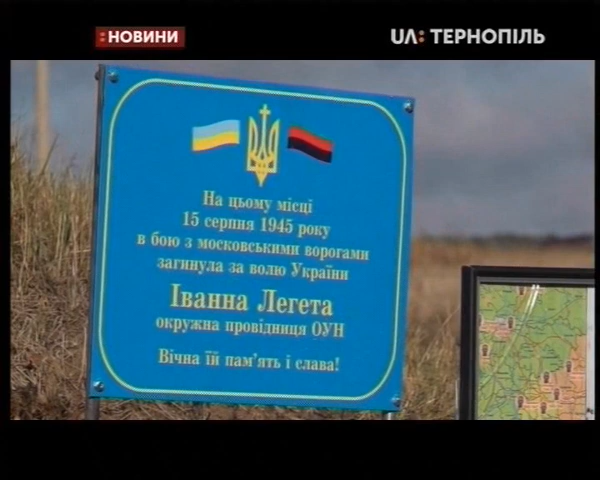 :НОВИНИ
UA: ТЕРНОПІЛЬ
На цьому місці
15 серпня 1945 року
в бою з московськими ворогами
загинула за волю України
Іванна Легета
окружна провідниця ОУН
Вічна їй пам'ять і слава!